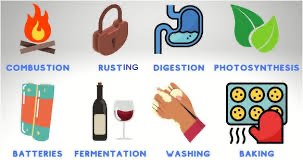 COMBUSTION RUSTING DIGESTION PHOTOSYNTHESIS
BATTERIES FERMENTATION WASHING BAKING